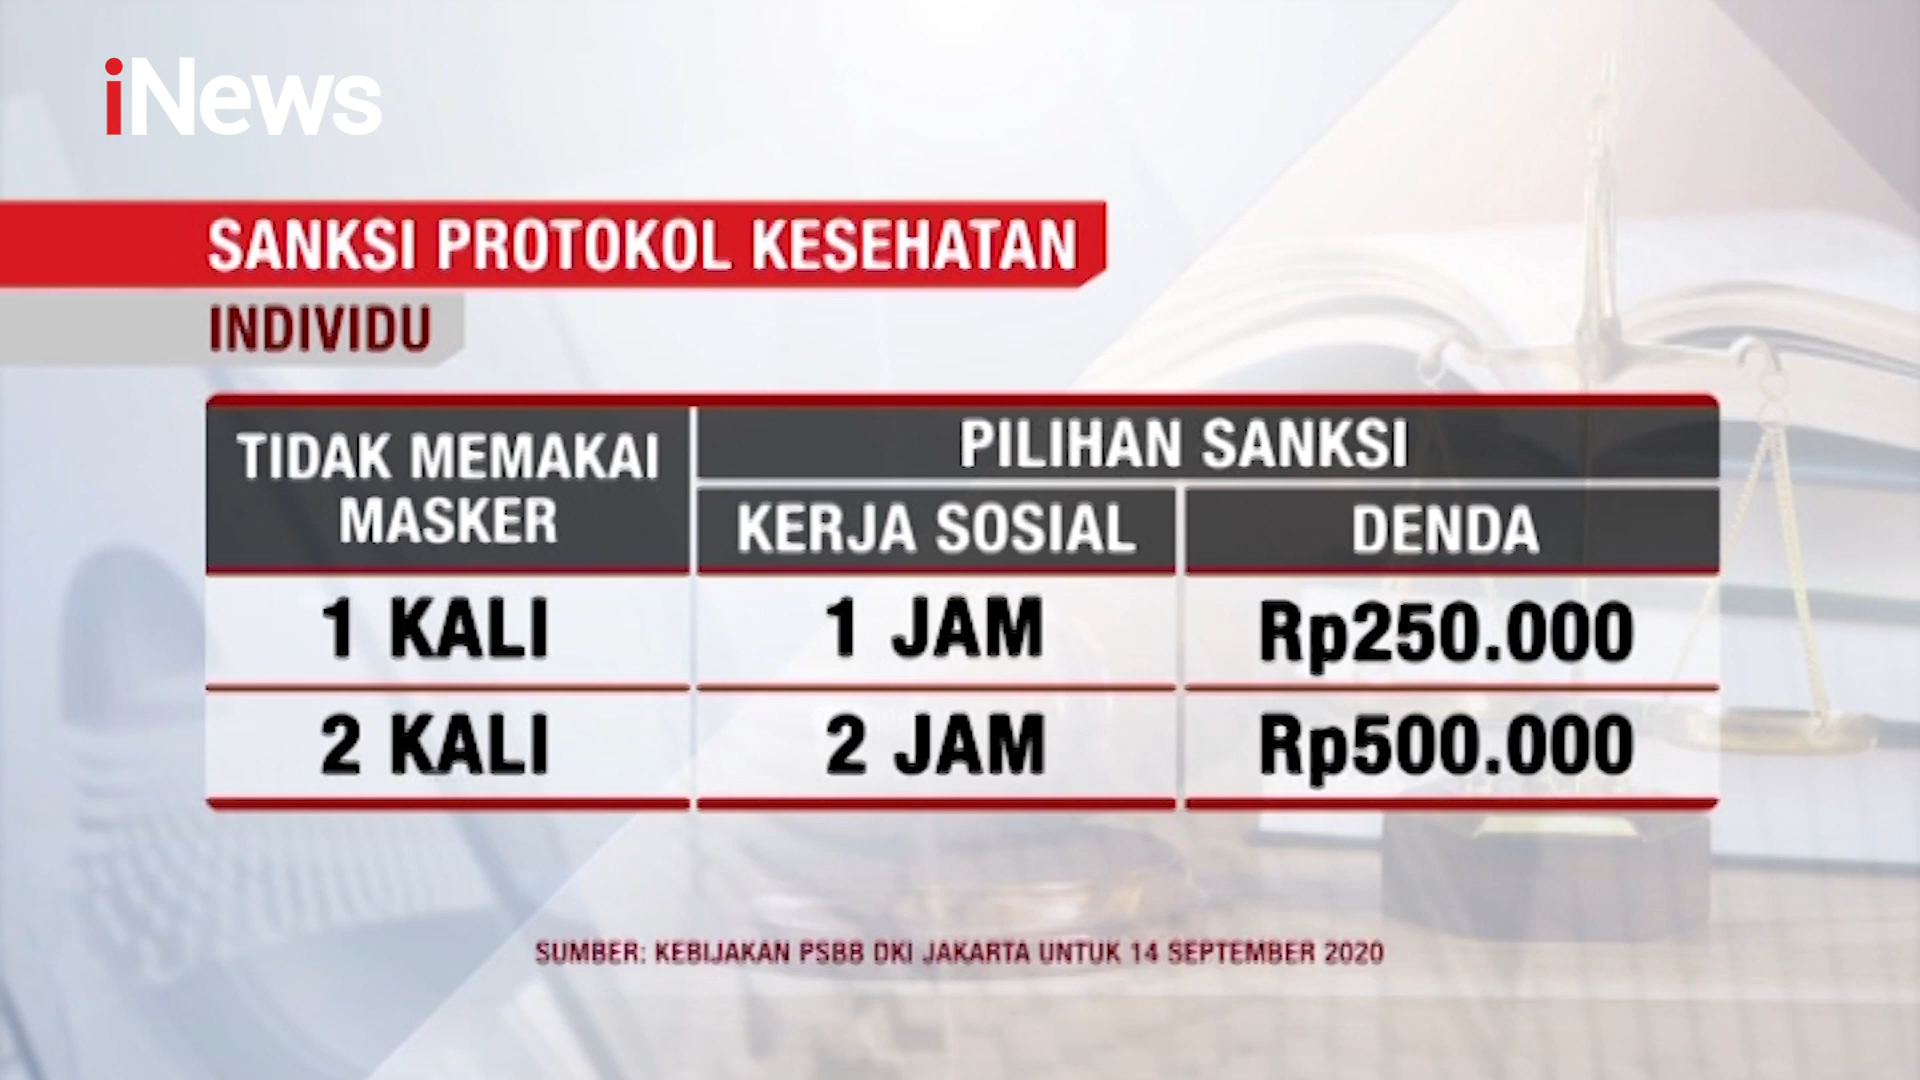 iNews
SANKSI PROTOKOL KESEHATAN
INDIVIDU
TIDAK MEMAKAI
MASKER
PILIHAN SANKSI
KERJA SOSIAL
DENDA
1 KALI
1 JAM
Rp250.000
2 KALI
2 JAM
Rp500.000
SUMBER: KEBIJAKAN PSBB DKI JAKARTA UNTUK 14 SEPTEMBER 2020